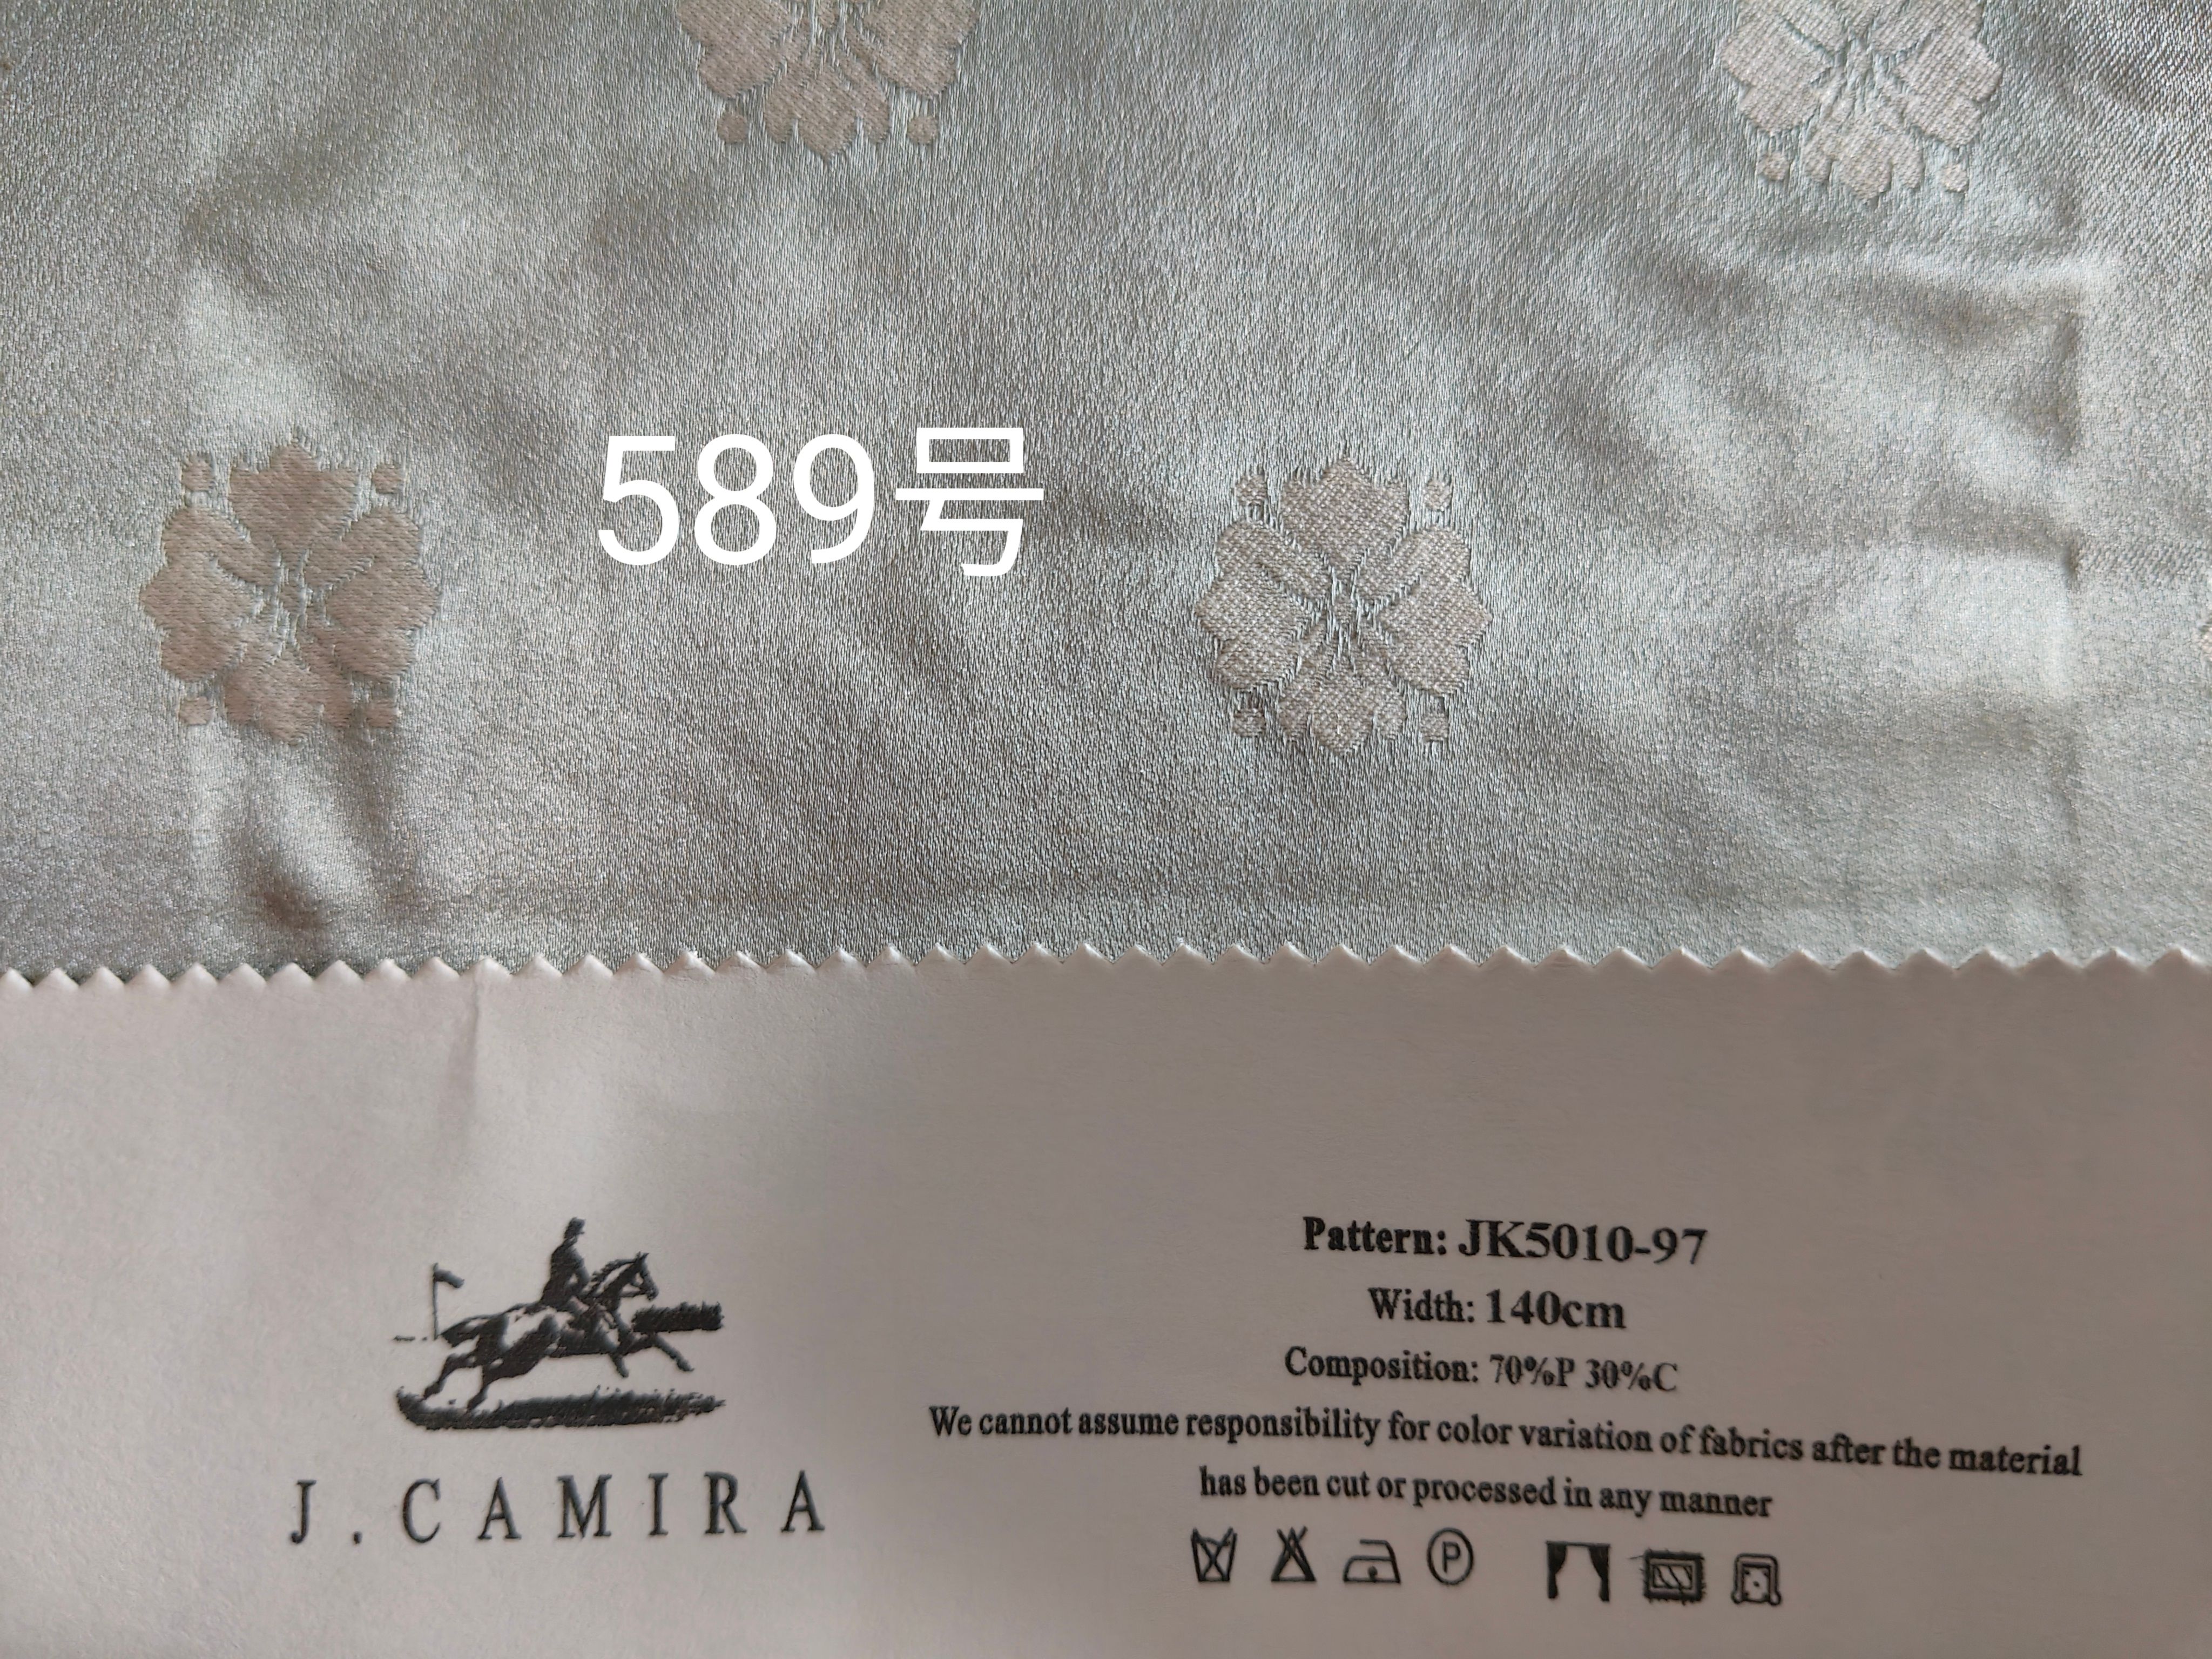 589号
J.CAMIRA
Pattern: JK5010-97
Width: 140cm
Composition: 70%P 30%C
We cannot assume responsibility for color variation of fabrics after the material
has been cut or processed in any manner
P